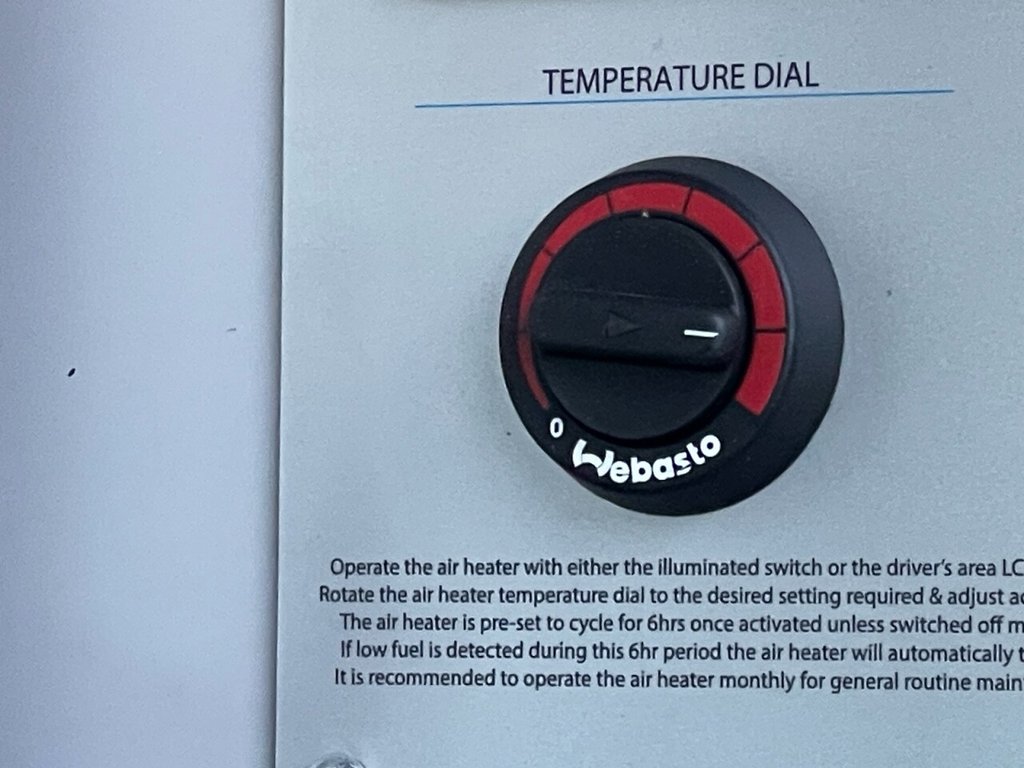 TEMPERATURE DIAL
0
Webasto
Operate the air heater with either the illuminated switch or the driver's area LC
Rotate the air heater temperature dial to the desired setting required & adjust a
The air heater is pre-set to cycle for 6hrs once activated unless switched off m
If low fuel is detected during this 6hr period the air heater will automatically t
It is recommended to operate the air heater monthly for general routine main